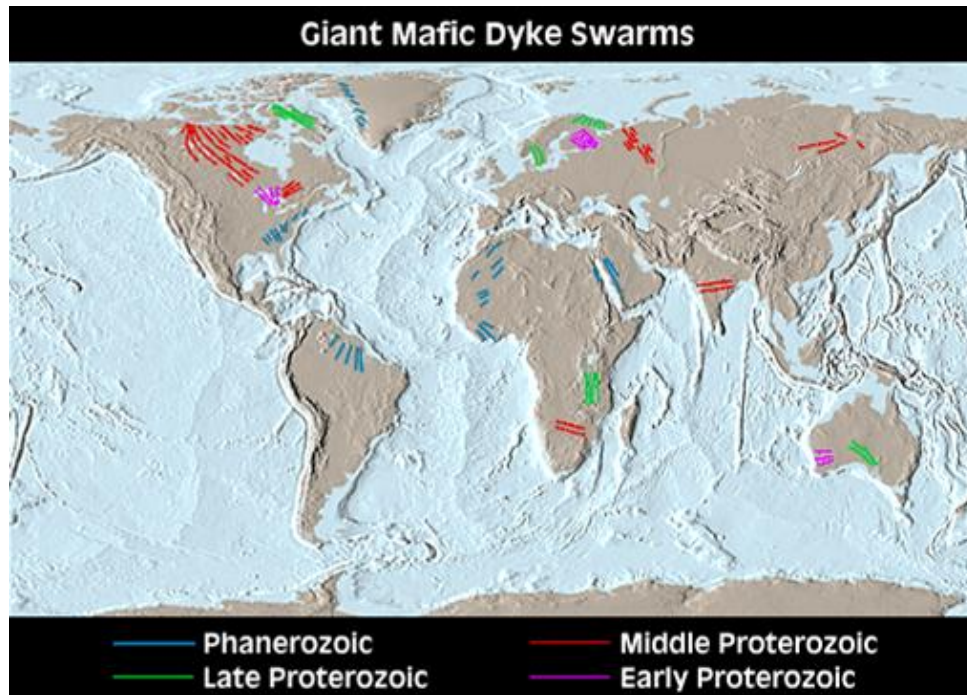 Giant Mafic Dyke Swarms
Phanerozoic
Middle Proterozoic
Late Proterozoic
Early Proterozoic